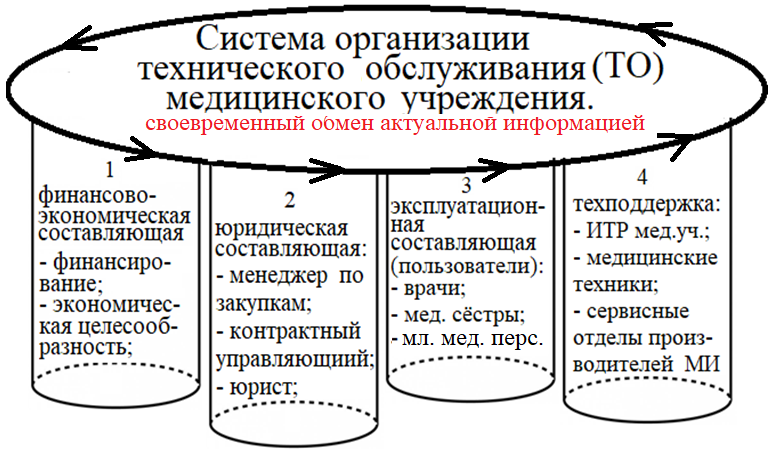 Система организации
технического обслуживания (ТО)
медицинского учреждения.
своевременный обмен актуальной информацией
1
финансово-
экономическая
составляющая
- финансиро-
вание;
- экономичес-
кая целесооб-
разность;
2
юридическая
составляющая:
- менеджер по
закупкам;
- контрактный
управляющиий;
- юрист;
3
эксплуатацион-
ная
составляющая
(пользователи):
- врачи;
- мед. сёстры;
- мл. мед. перс.
4
техподдержка:
- ИТР мед.уч.;
- медицинские
техники;
- сервисные
отделы произ-
водителей МИ